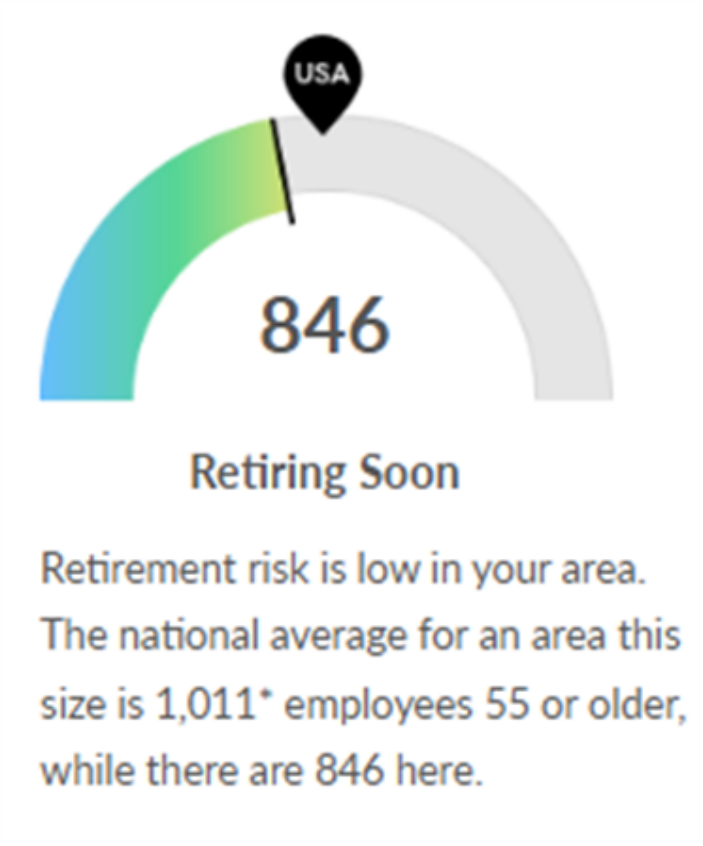 USA
846
Retiring Soon
Retirement risk is low in your area.
The national average for an area this
size is 1,011* employees 55 or older,
while there are 846 here.